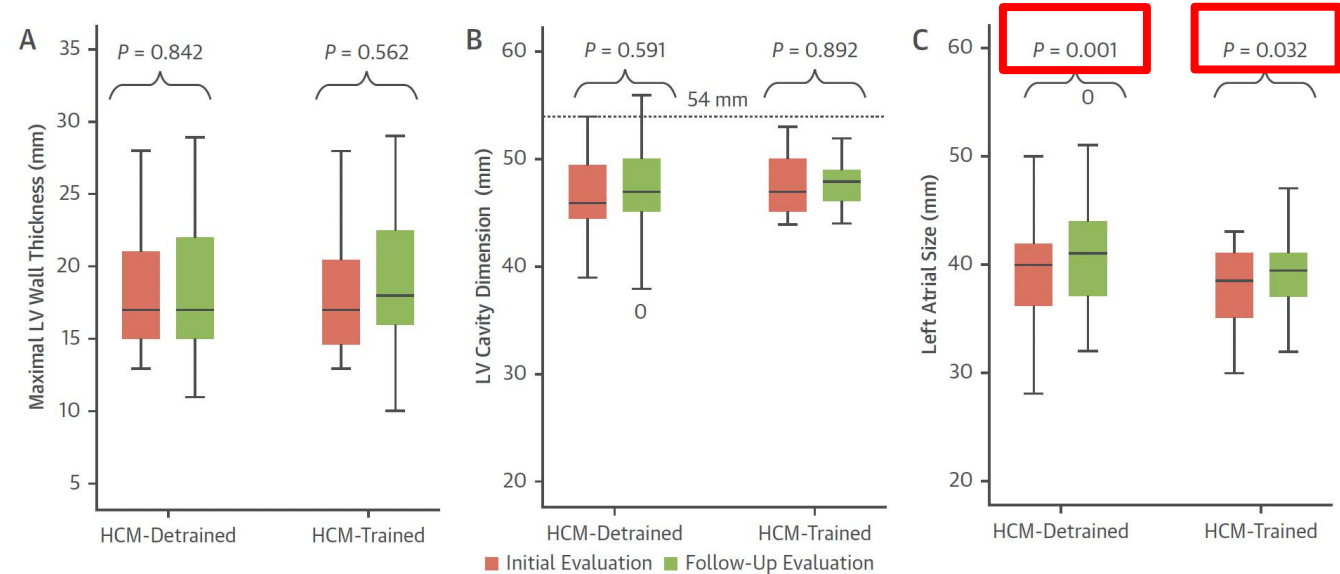 A
P = 0.842
P = 0.562
Maximal LV Wall Thickness (mm)
35
30
25
20
15
10
5
HCM-Detrained
HCM-Trained
B
P = 0.591
P = 0.892
54 mm
LV Cavity Dimension (mm)
60
50
40
30
20
O
HCM-Detrained
HCM-Trained
C
P = 0.001
P = 0.032
O
Left Atrial Size (mm)
60
50
40
30
20
HCM-Detrained
HCM-Trained
Initial Evaluation
Follow-Up Evaluation